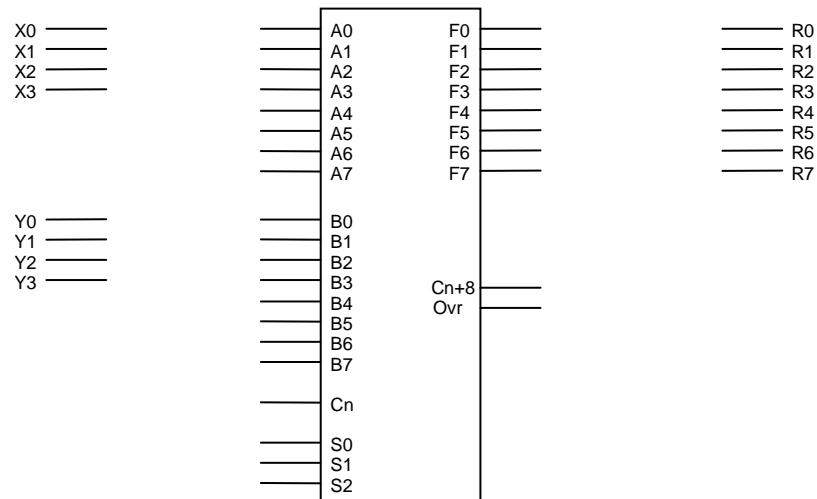 X0 A0 F0 R0
X1 A1 F1 R1
X2 A2 F2 R2
X3 A3 F3 R3
A4 F4 R4
A5 F5 R5
A6 F6 R6
A7 F7 R7
Y0 B0
Y1 B1
Y2 B2
Y3 B3 Cn+8
B4 Ovr
B5
B6
B7
Cn
S0
S1
S2